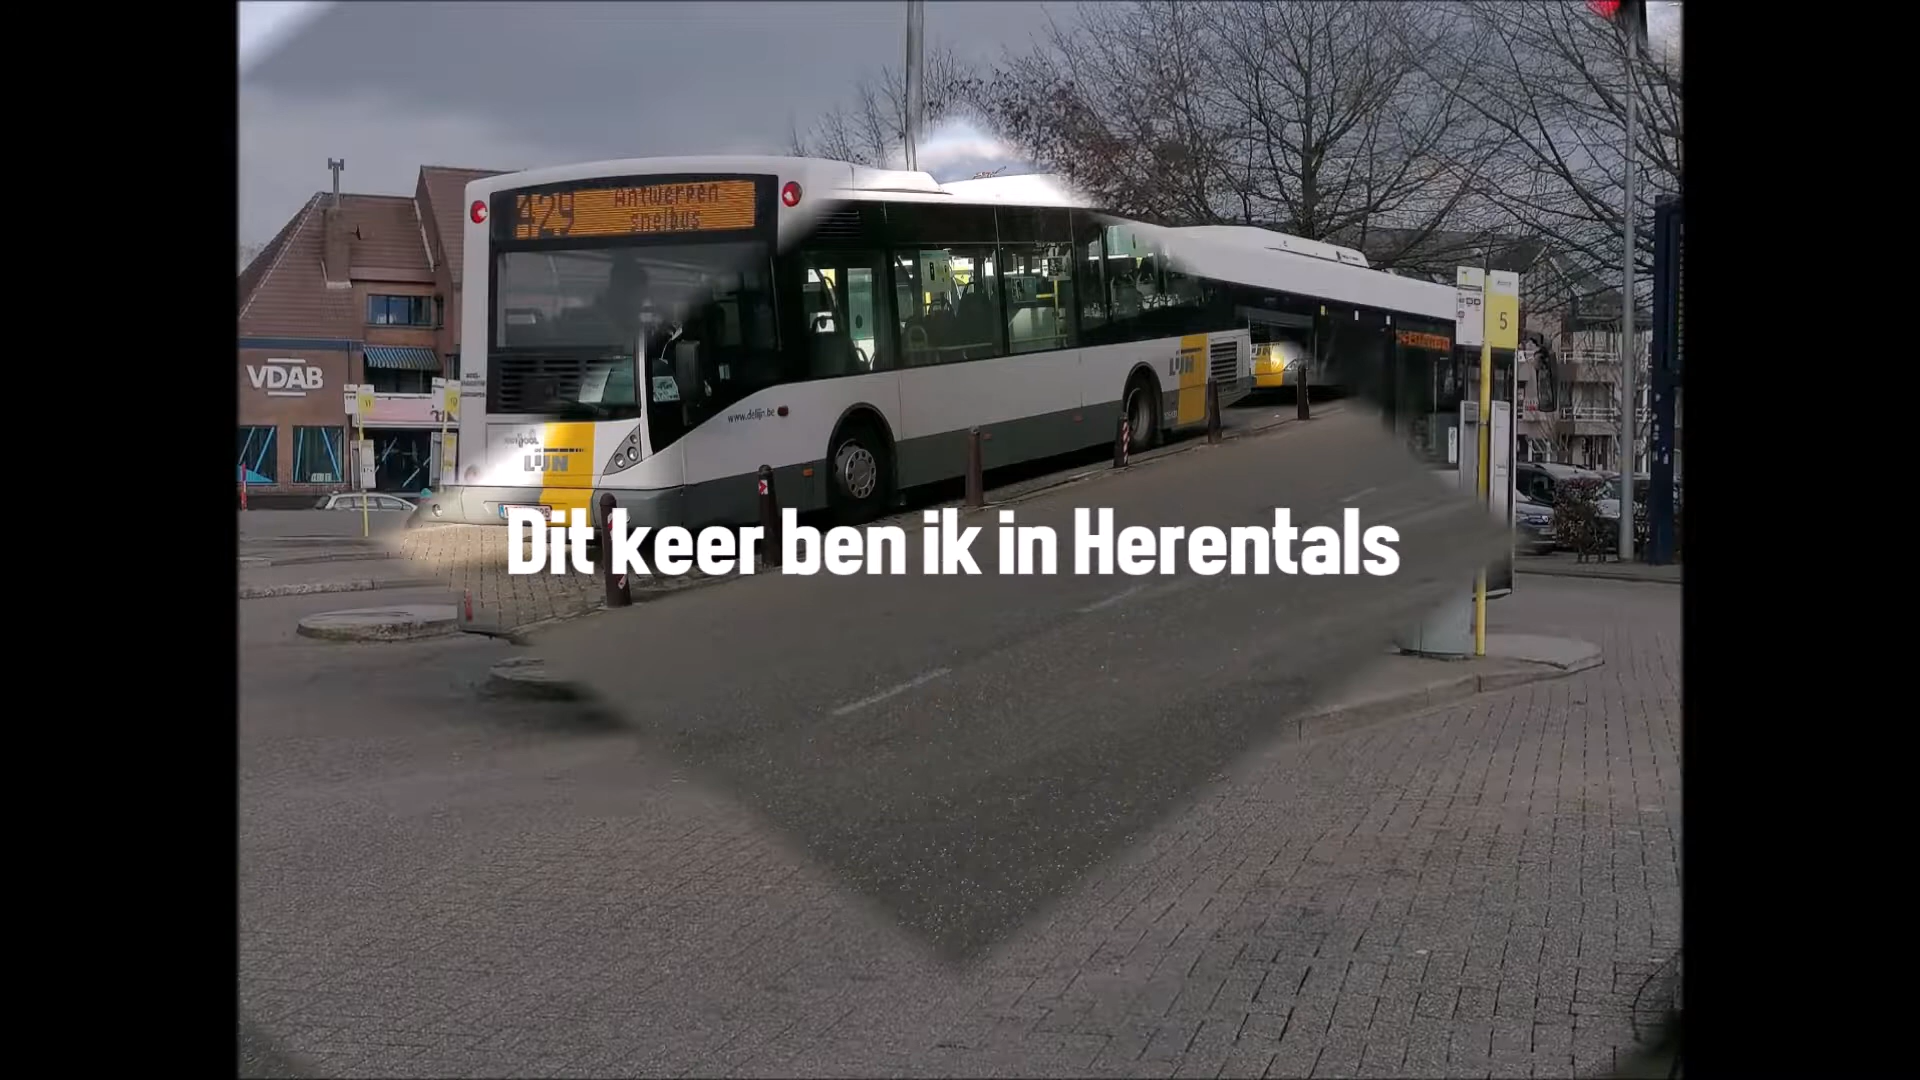 429 Antwerpen
snelbus
VDAB
5
LIJN
www.delijn.be
LIJN
Dit keer ben ik in Herentals